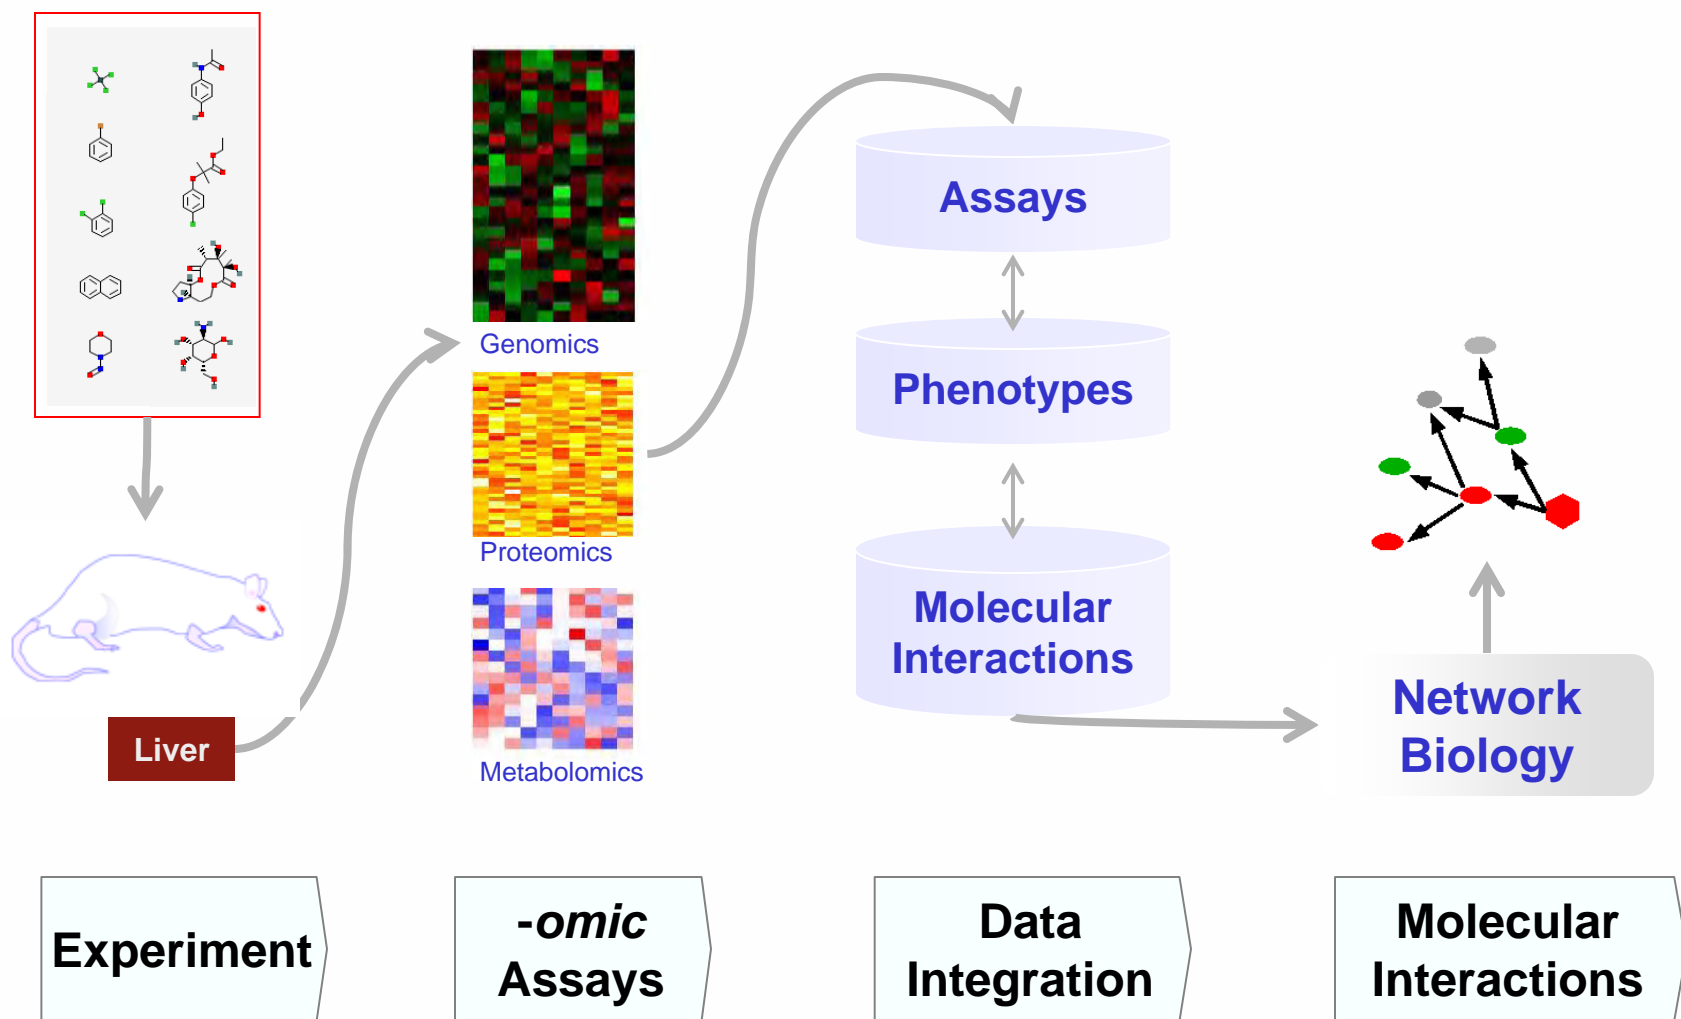 Genomics
Proteomics
Metabolomics
Liver
Assays
Phenotypes
Molecular
Interactions
Network
Biology
Experiment
-omic
Assays
Data
Integration
Molecular
Interactions